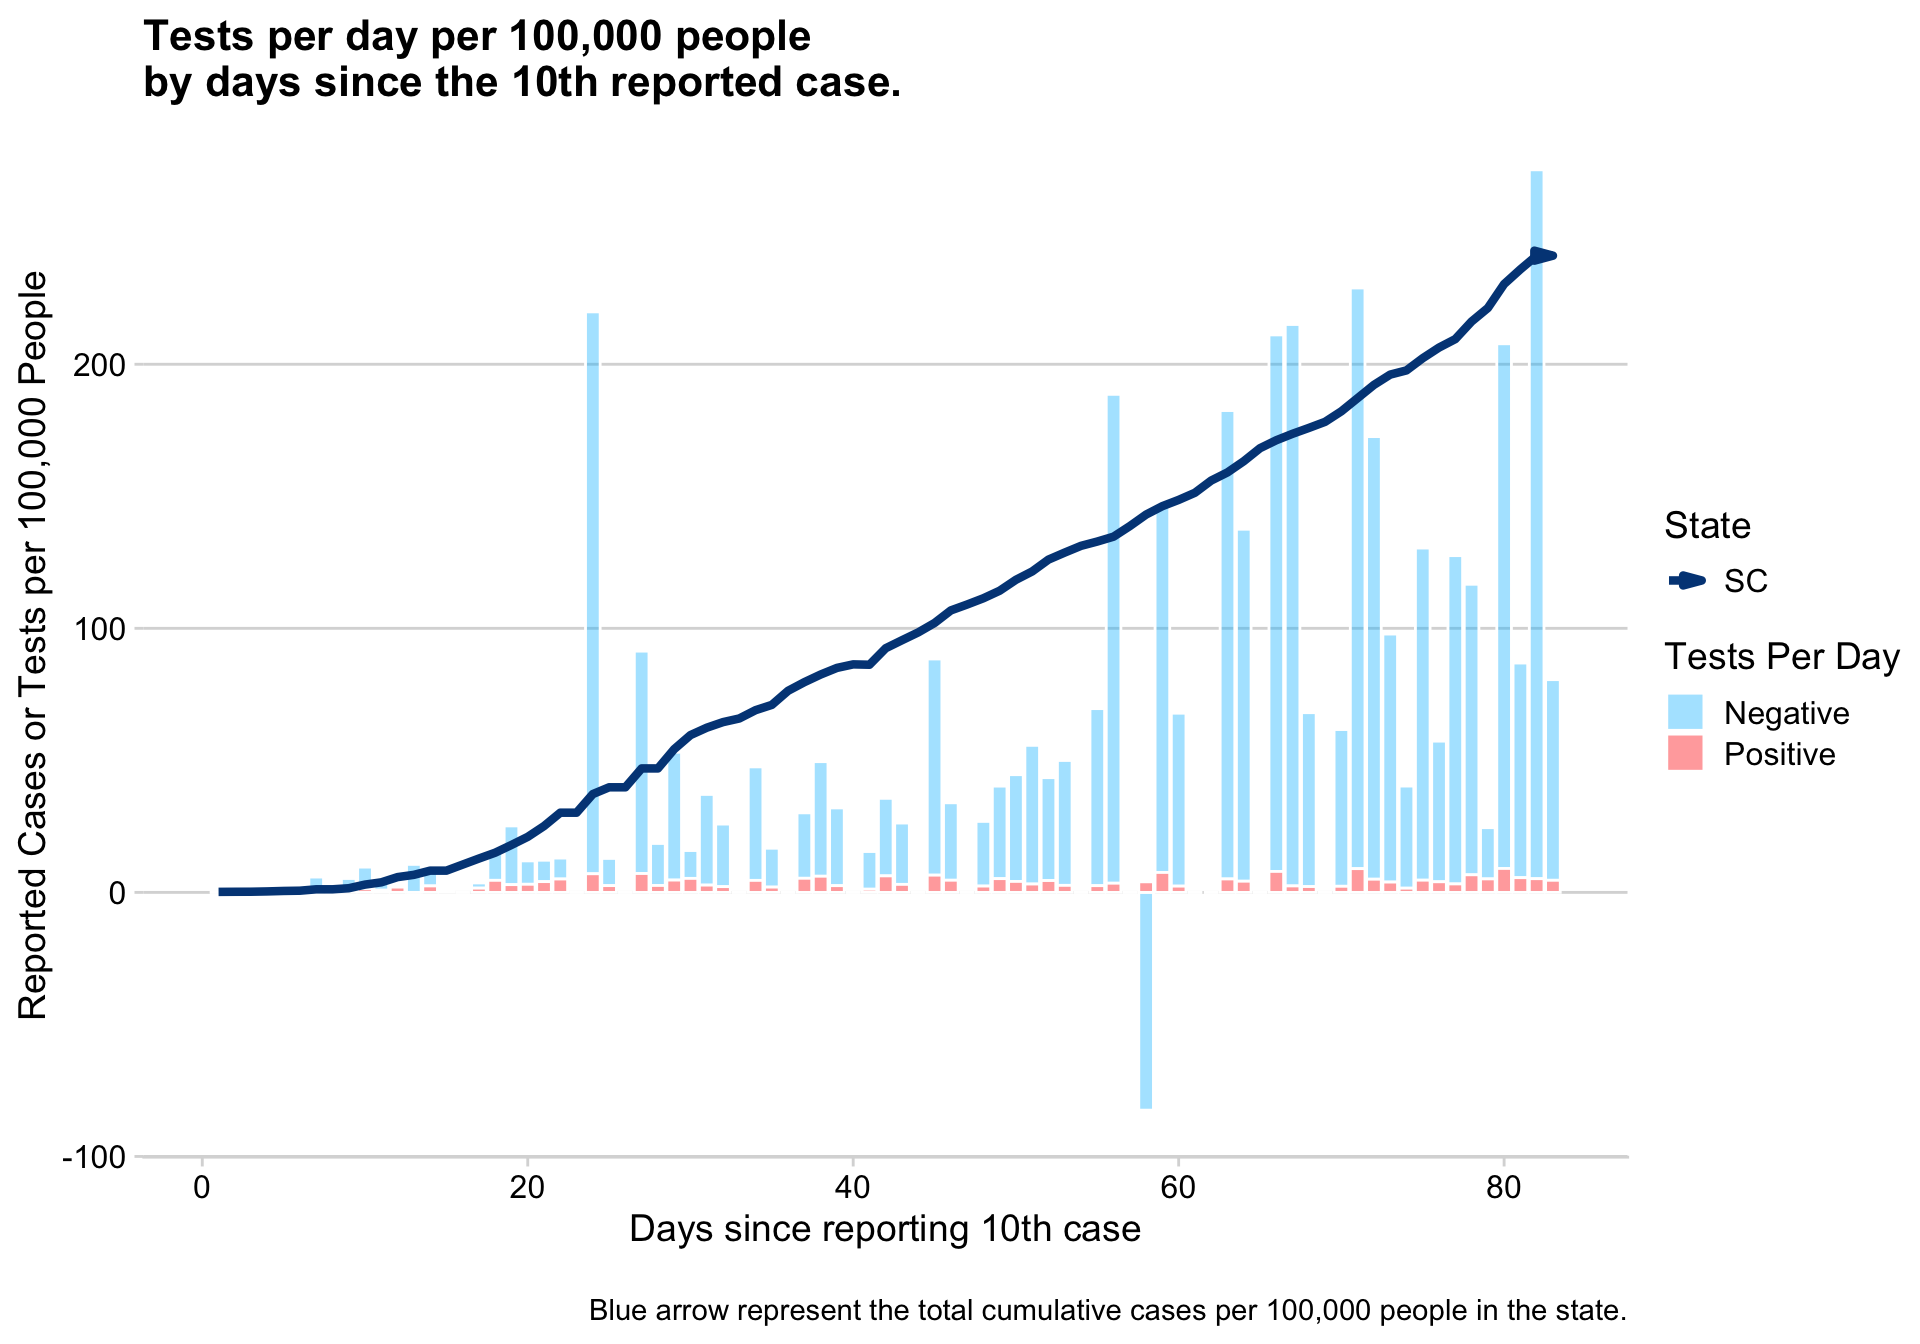 Tests per day per 100,000 people
by days since the 10th reported case.
Reported Cases or Tests per 100,000 People
200
100
0
-100
0
20
40
60
80
Days since reporting 10th case
State
SC
Tests Per Day
Negative
Positive
Blue arrow represent the total cumulative cases per 100,000 people in the state.